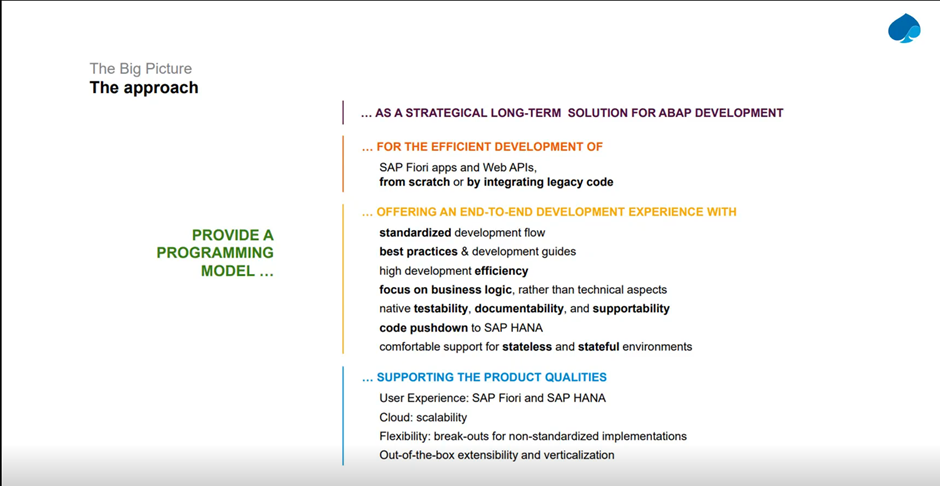 The Big Picture
The approach
PROVIDE A
PROGRAMMING
MODEL …
… AS A STRATEGICAL LONG-TERM SOLUTION FOR ABAP DEVELOPMENT
… FOR THE EFFICIENT DEVELOPMENT OF
SAP Fiori apps and Web APIs,
from scratch or by integrating legacy code
… OFFERING AN END-TO-END DEVELOPMENT EXPERIENCE WITH
standardized development flow
best practices & development guides
high development efficiency
focus on business logic, rather than technical aspects
native testability, documentability, and supportability
code pushdown to SAP HANA
comfortable support for stateless and stateful environments
… SUPPORTING THE PRODUCT QUALITIES
User Experience: SAP Fiori and SAP HANA
Cloud: scalability
Flexibility: break-outs for non-standardized implementations
Out-of-the-box extensibility and verticalization